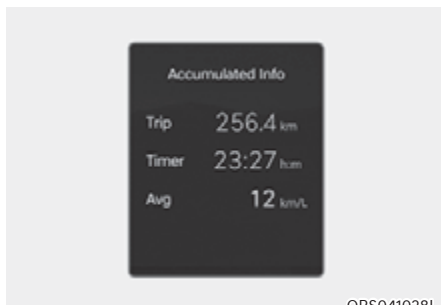 Accumulated Info
Trip 256.4 km
Timer 23:27 h:m
Avg 12 km/L